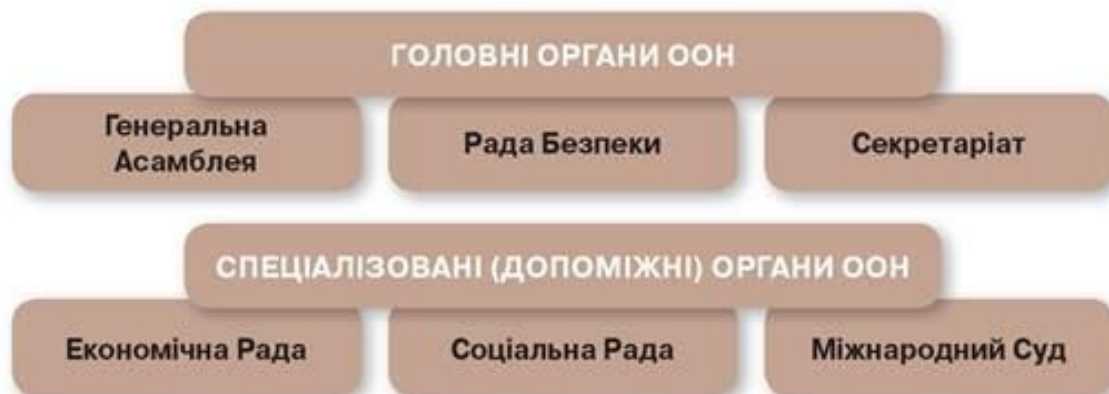 ГОЛОВНІ ОРГАНИ ООН
Генеральна
Асамблея
Рада Безпеки
Секретаріат
СПЕЦІАЛІЗОВАНІ (ДОПОМІЖНІ) ОРГАНИ ООН
Економічна Рада
Соціальна Рада
Міжнародний Суд